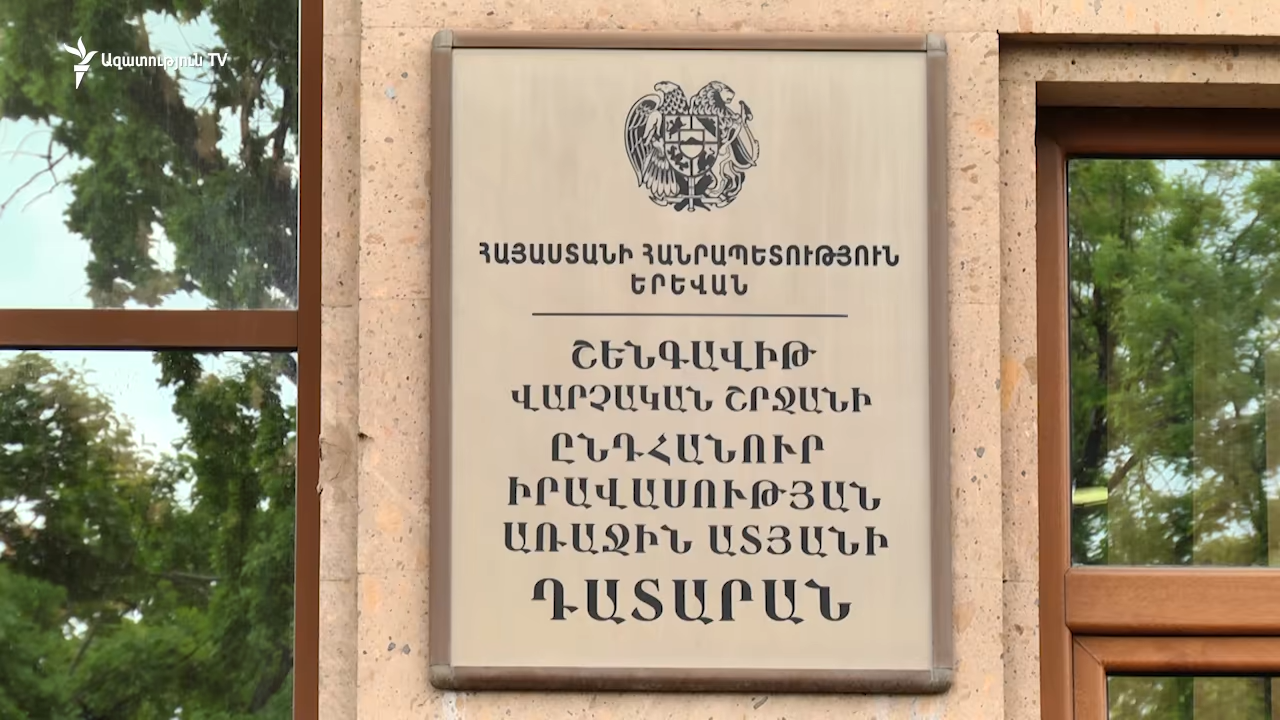 Ազատություն TV
ՀԱՅԱՍՏԱՆԻ ՀԱՆՐԱՊԵՏՈՒԹՅՈՒՆ
ԵՐԵՎԱՆ
ՇԵՆԳԱՎԻԹ
ՎԱՐՉԱԿԱՆ ՇՐՋԱՆԻ
ԸՆԴՀԱՆՈՒՐ
ԻՐԱՎԱՍՈՒԹՅԱՆ
ԱՌԱՋԻՆ ԱՏՅԱՆԻ
ԴԱՏԱՐԱՆ